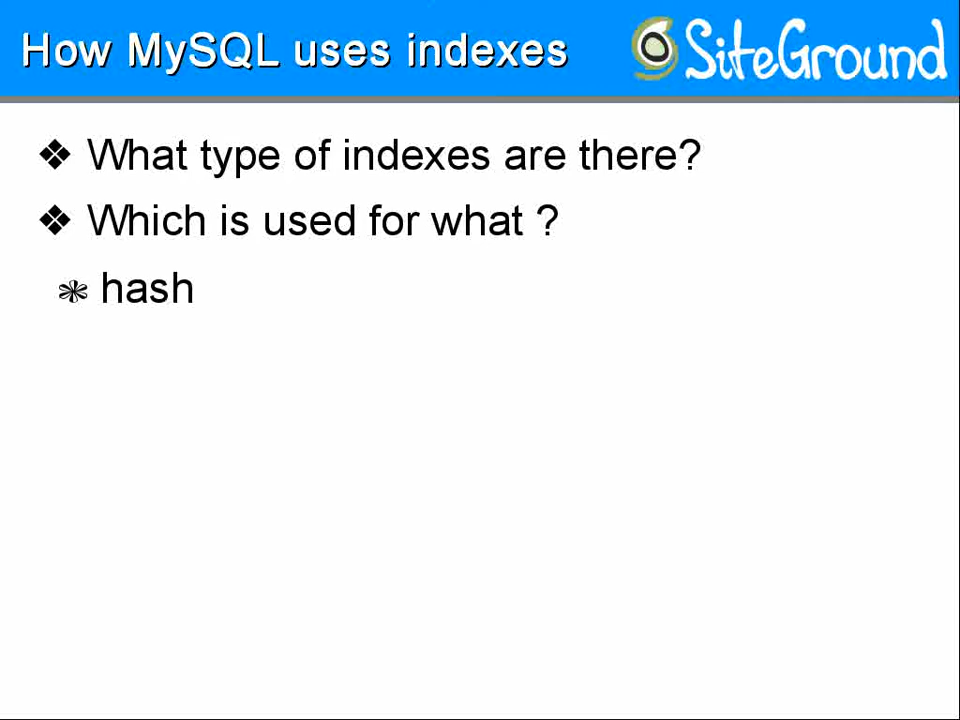 How MySQL uses indexes
SiteGround
❖ What type of indexes are there?
❖ Which is used for what ?
❃ hash